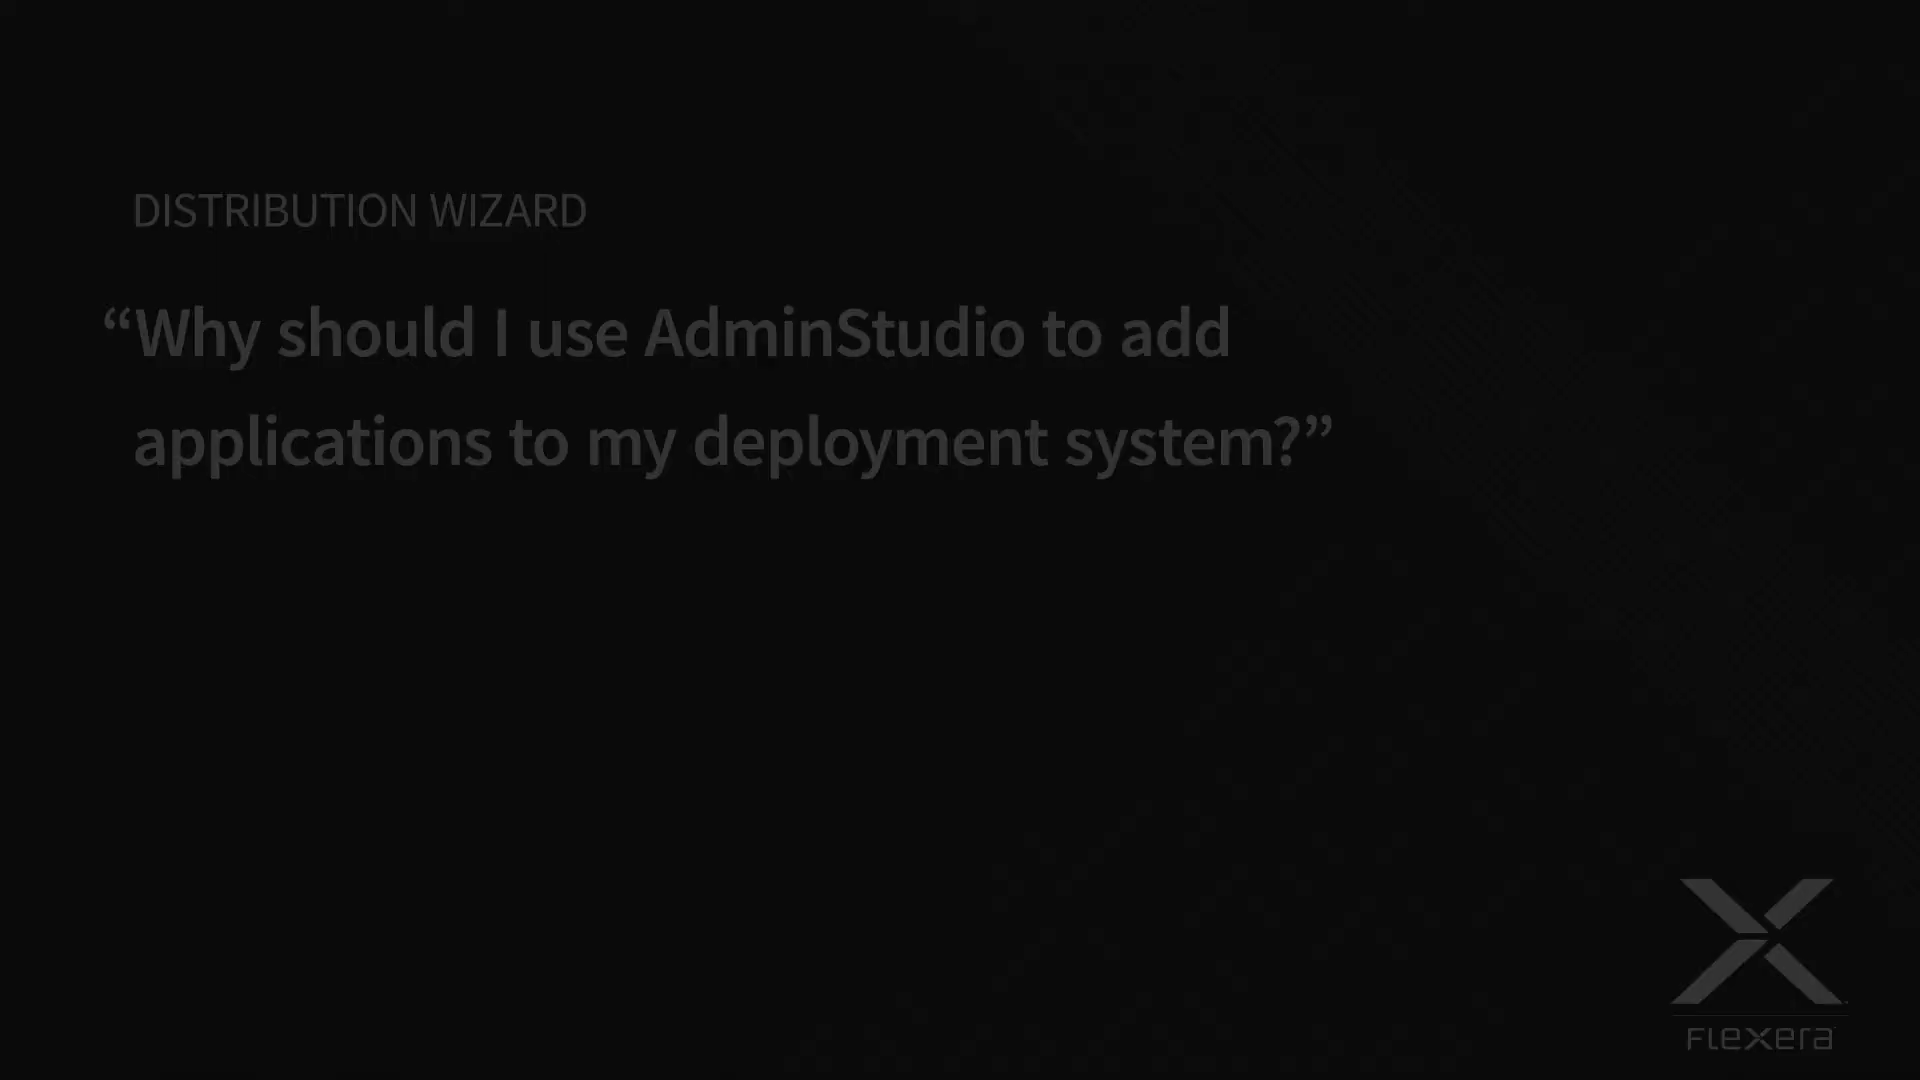 DISTRIBUTION WIZARD
“Why should I use AdminStudio to add
applications to my deployment system?”
FLEXERA